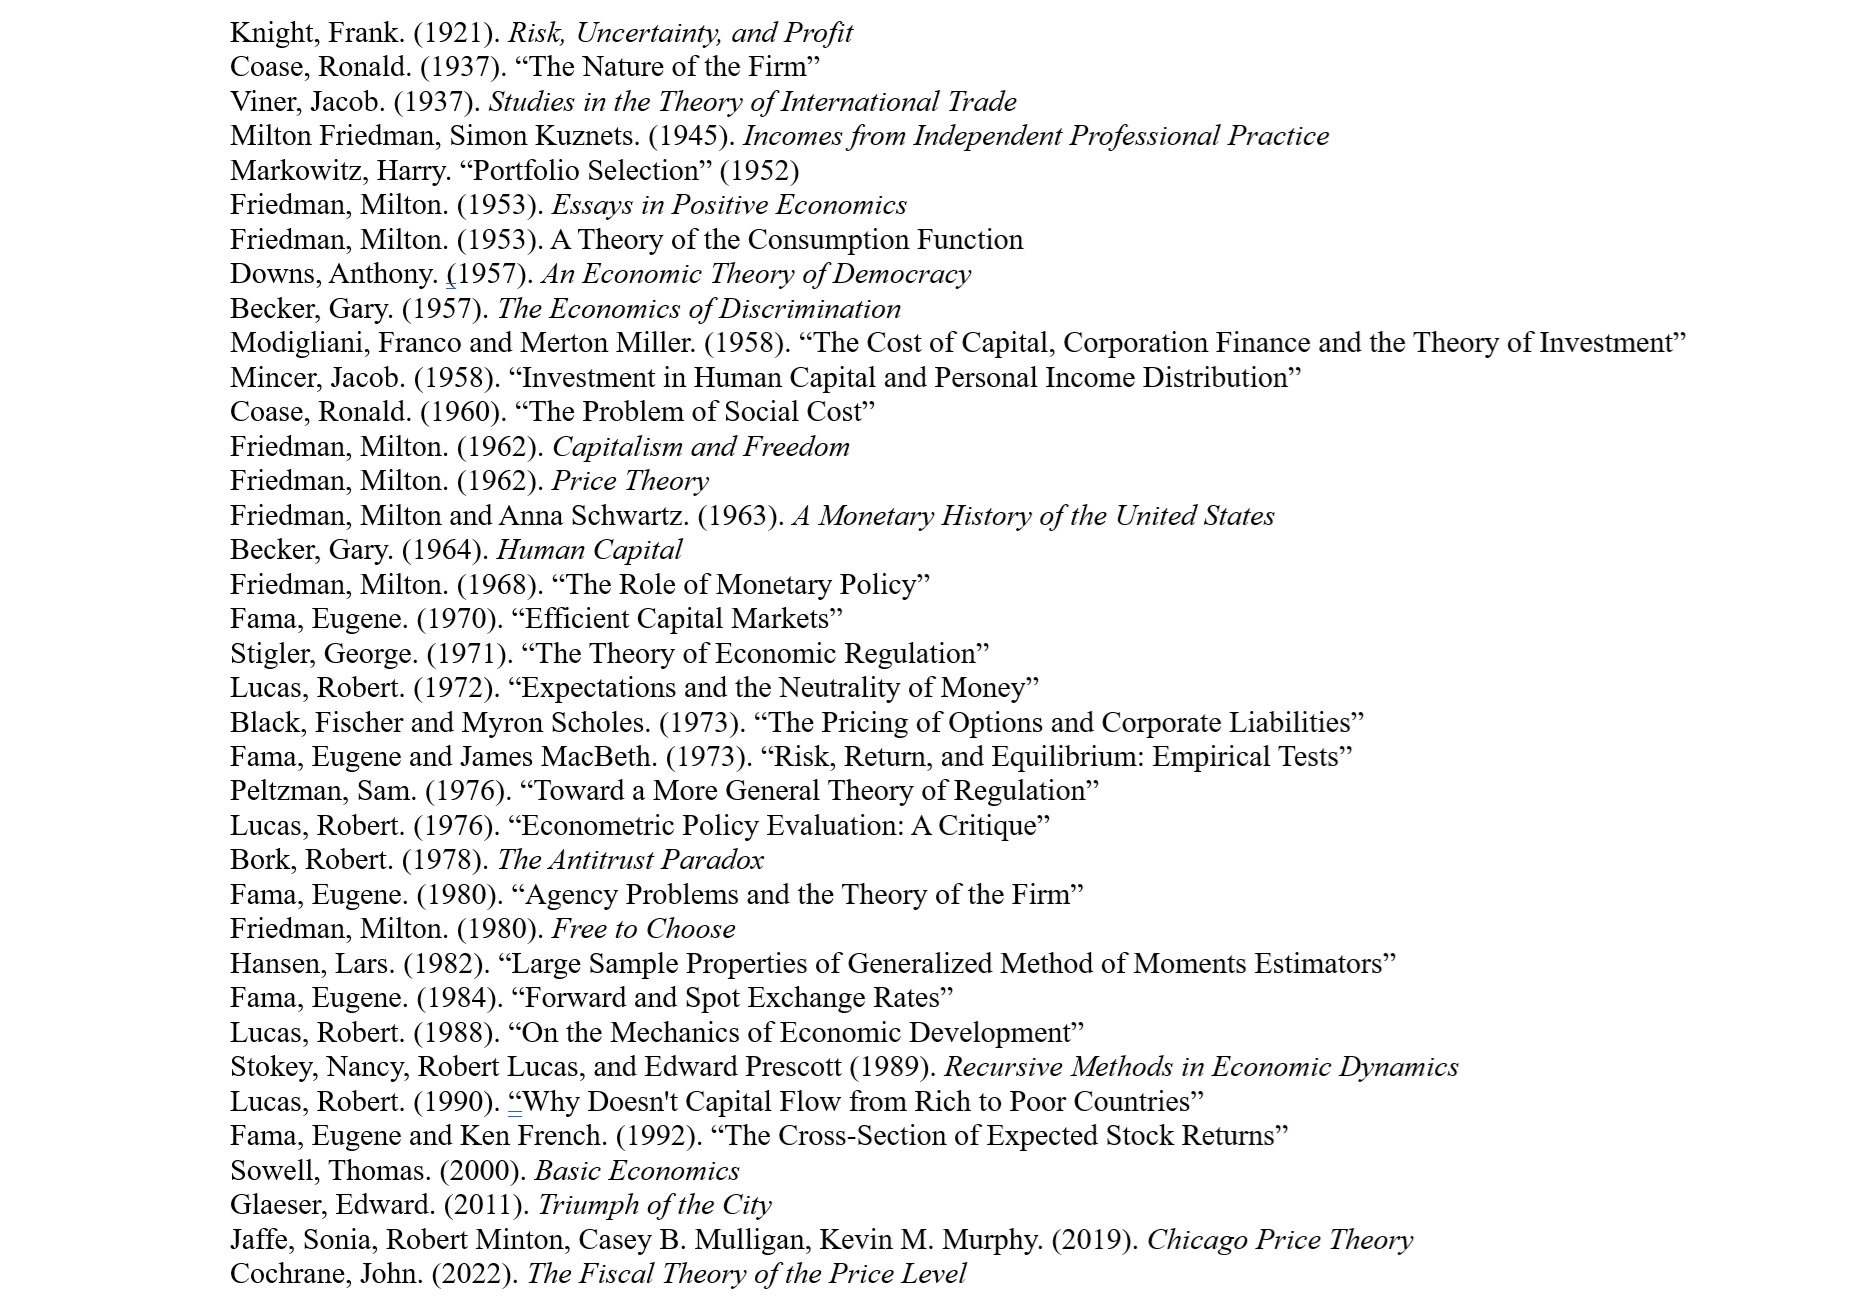 Knight, Frank. (1921). Risk, Uncertainty, and Profit
Coase, Ronald. (1937). “The Nature of the Firm”
Viner, Jacob. (1937). Studies in the Theory of International Trade
Milton Friedman, Simon Kuznets. (1945). Incomes from Independent Professional Practice
Markowitz, Harry. “Portfolio Selection” (1952)
Friedman, Milton. (1953). Essays in Positive Economics
Friedman, Milton. (1953). A Theory of the Consumption Function
Downs, Anthony. (1957). An Economic Theory of Democracy
Becker, Gary. (1957). The Economics of Discrimination
Modigliani, Franco and Merton Miller. (1958). “The Cost of Capital, Corporation Finance and the Theory of Investment”
Mincer, Jacob. (1958). “Investment in Human Capital and Personal Income Distribution”
Coase, Ronald. (1960). “The Problem of Social Cost”
Friedman, Milton. (1962). Capitalism and Freedom
Friedman, Milton. (1962). Price Theory
Friedman, Milton and Anna Schwartz. (1963). A Monetary History of the United States
Becker, Gary. (1964). Human Capital
Friedman, Milton. (1968). “The Role of Monetary Policy”
Fama, Eugene. (1970). “Efficient Capital Markets”
Stigler, George. (1971). “The Theory of Economic Regulation”
Lucas, Robert. (1972). “Expectations and the Neutrality of Money”
Black, Fischer and Myron Scholes. (1973). “The Pricing of Options and Corporate Liabilities”
Fama, Eugene and James MacBeth. (1973). “Risk, Return, and Equilibrium: Empirical Tests”
Peltzman, Sam. (1976). “Toward a More General Theory of Regulation”
Lucas, Robert. (1976). “Econometric Policy Evaluation: A Critique”
Bork, Robert. (1978). The Antitrust Paradox
Fama, Eugene. (1980). “Agency Problems and the Theory of the Firm”
Friedman, Milton. (1980). Free to Choose
Hansen, Lars. (1982). “Large Sample Properties of Generalized Method of Moments Estimators”
Fama, Eugene. (1984). “Forward and Spot Exchange Rates”
Lucas, Robert. (1988). “On the Mechanics of Economic Development”
Stokey, Nancy, Robert Lucas, and Edward Prescott (1989). Recursive Methods in Economic Dynamics
Lucas, Robert. (1990). “Why Doesn't Capital Flow from Rich to Poor Countries”
Fama, Eugene and Ken French. (1992). “The Cross-Section of Expected Stock Returns”
Sowell, Thomas. (2000). Basic Economics
Glaeser, Edward. (2011). Triumph of the City
Jaffe, Sonia, Robert Minton, Casey B. Mulligan, Kevin M. Murphy. (2019). Chicago Price Theory
Cochrane, John. (2022). The Fiscal Theory of the Price Level